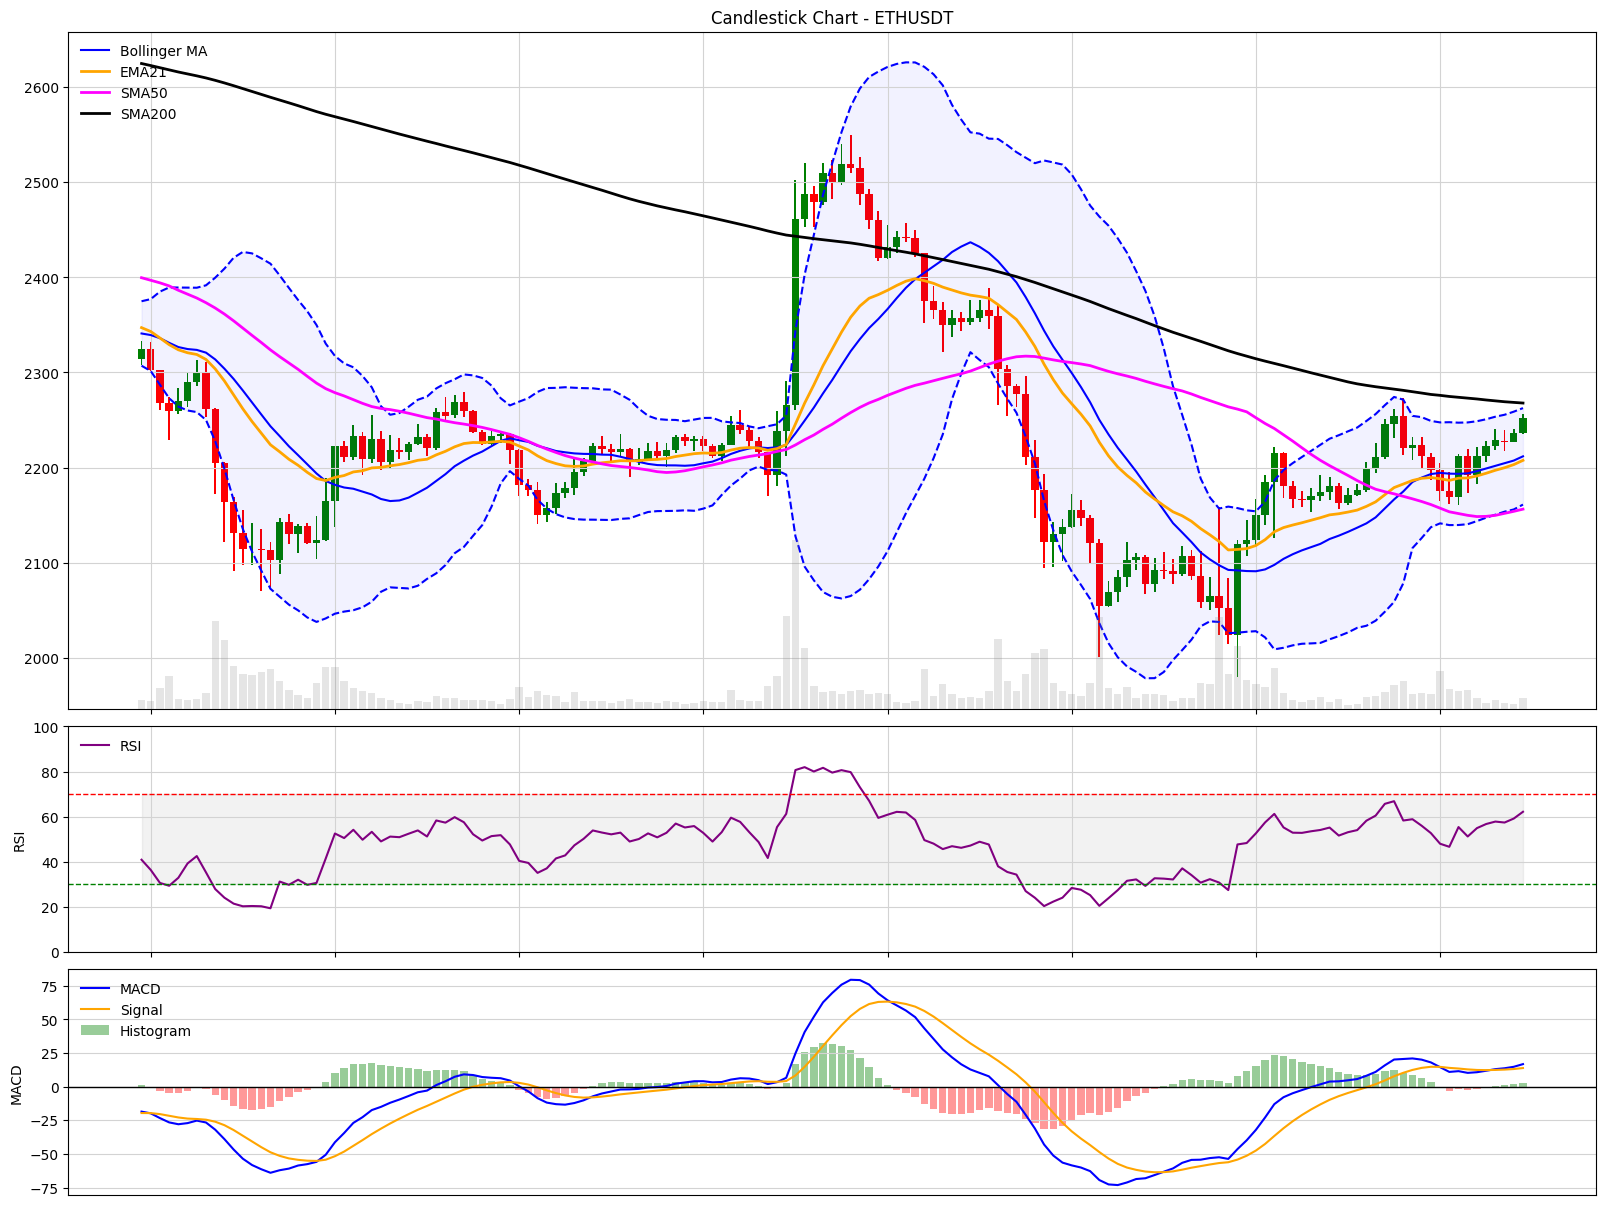 Candlestick Chart - ETHUSDT
Bollinger MA
EMA21
SMA50
SMA200
2600
2500
2400
2300
2200
2100
2000
RSI
100
80
60
40
20
0
RSI
MACD
Signal
Histogram
75
50
25
0
−25
−50
−75
MACD